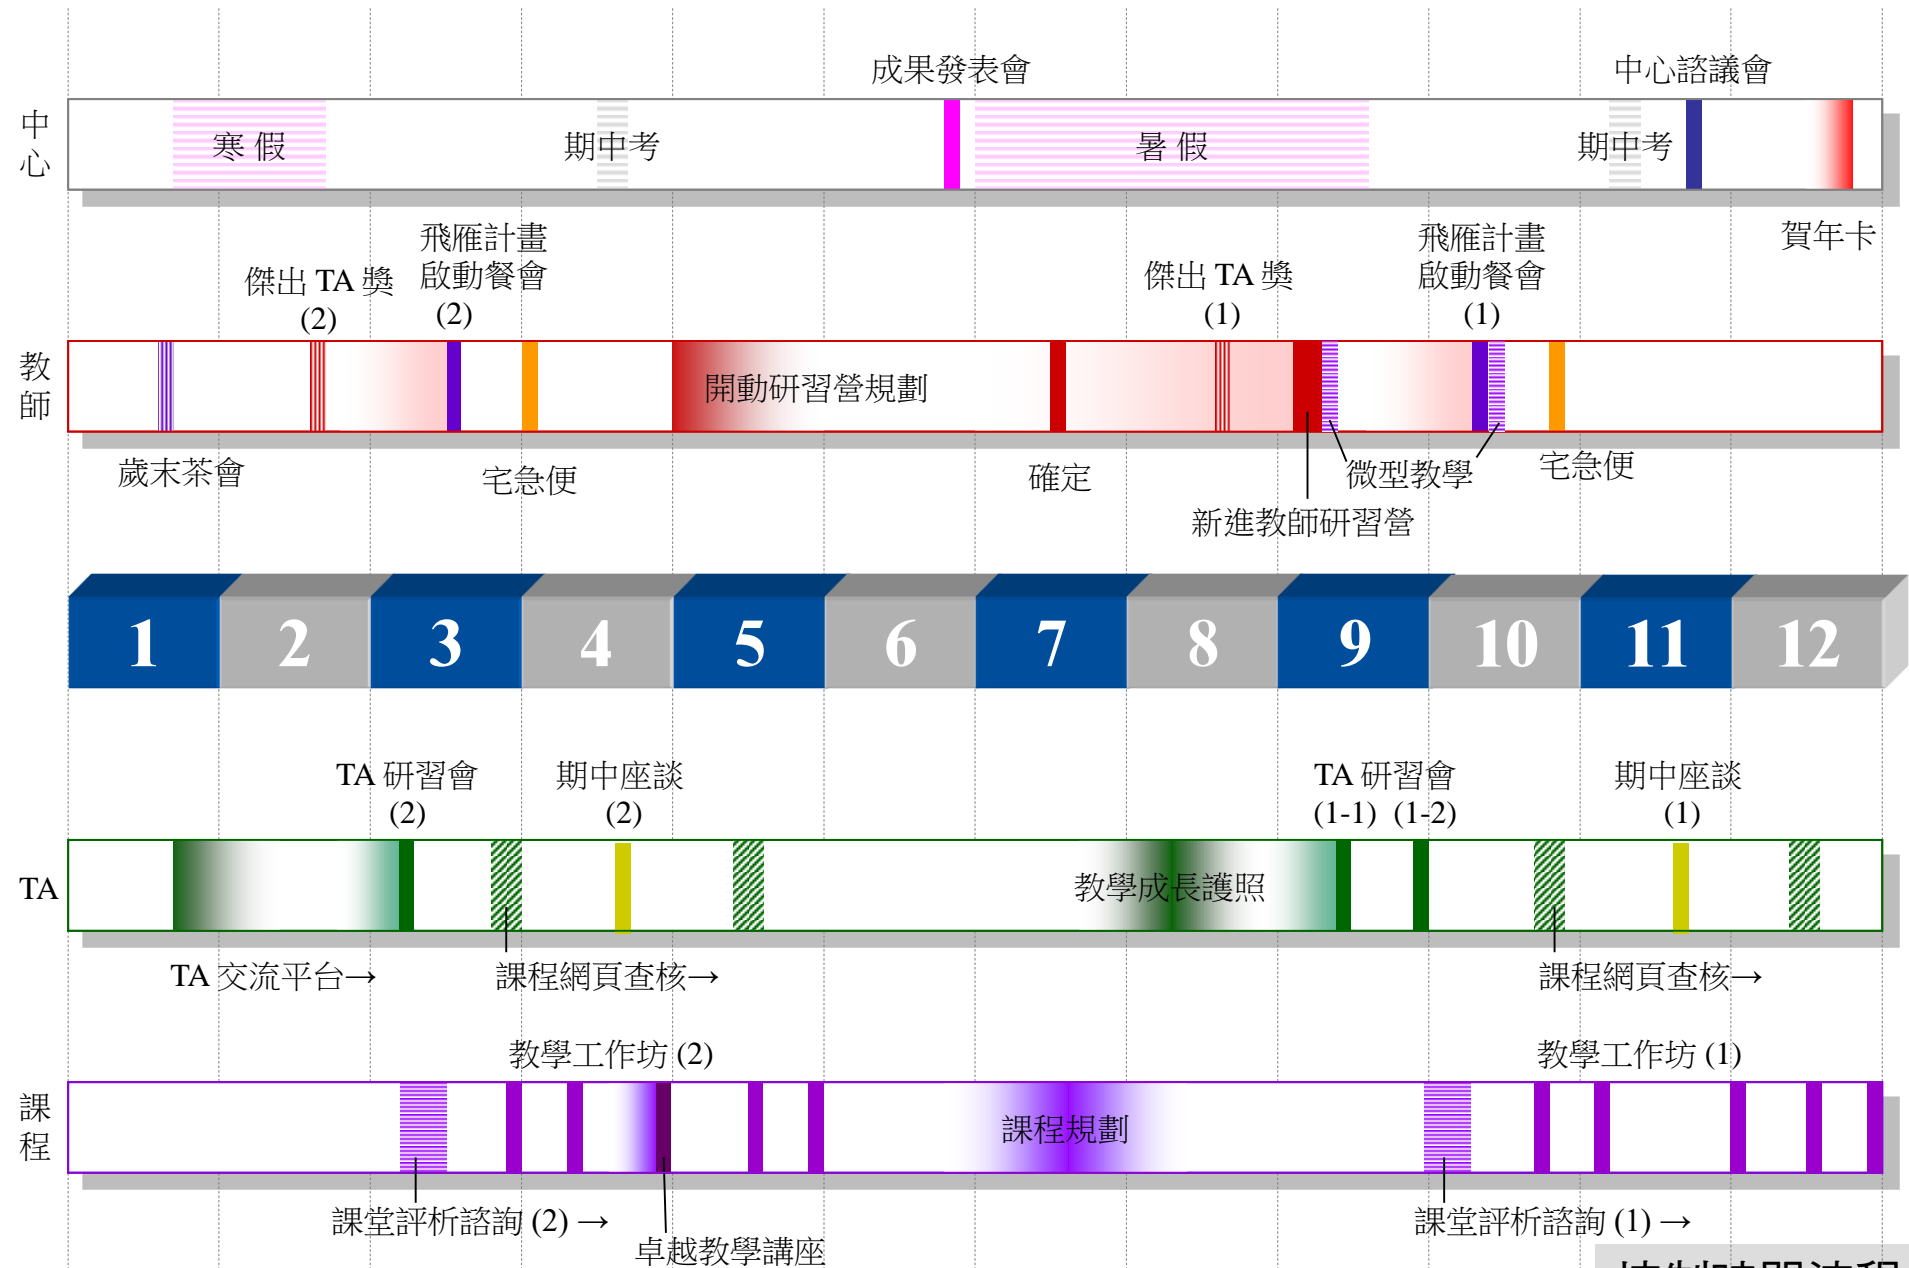 成果發表會
中心諮議會
中心
寒假
期中考
暑假
期中考
賀年卡
傑出 TA 獎
(2)
飛雁計畫
啟動餐會
(2)
傑出 TA 獎
(1)
飛雁計畫
啟動餐會
(1)
教師
開動研習營規劃
歲末茶會
宅急便
確定
微型教學
宅急便
新進教師研習營
1 2 3 4 5 6 7 8 9 10 11 12
TA 研習會
(2)
期中座談
(2)
TA 研習會
(1-1) (1-2)
期中座談
(1)
TA
教學成長護照
TA 交流平台→
課程網頁查核→
課程網頁查核→
教學工作坊 (2)
教學工作坊 (1)
課程
課程規劃
課堂評析諮詢 (2) →
卓越教學講座
課堂評析諮詢 (1) →